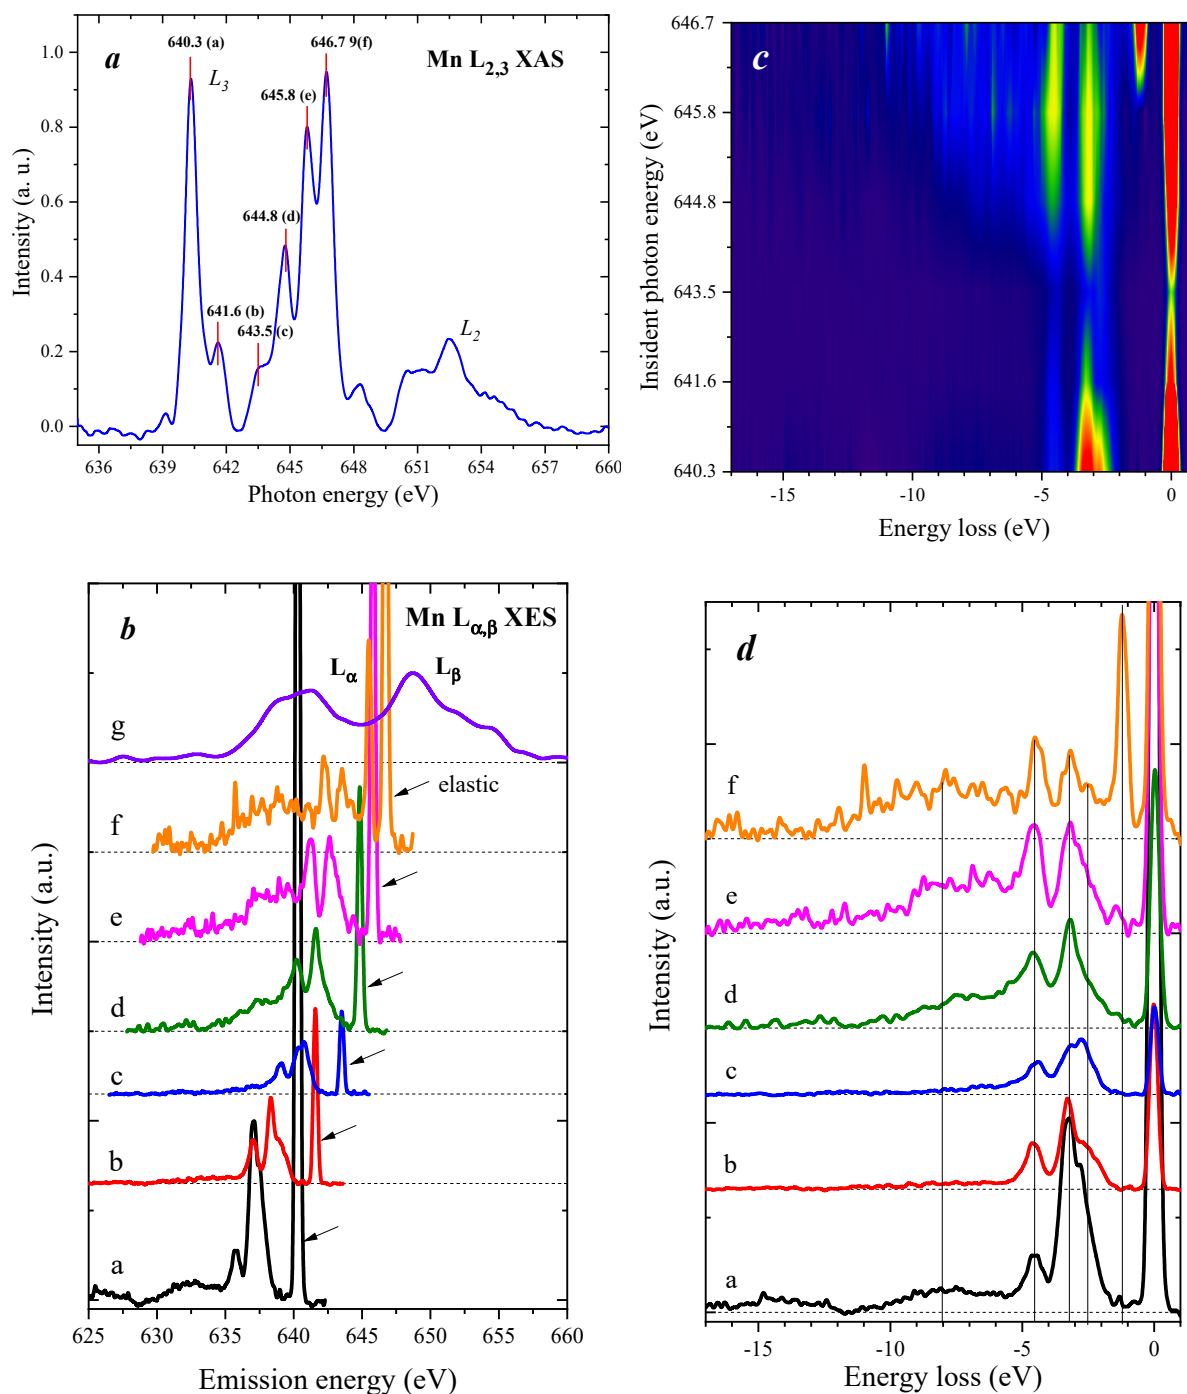 a
Mn L2,3 XAS
640.3 (a)
L3
646.7 9(f)
645.8 (e)
644.8 (d)
641.6 (b)
643.5 (c)
L2
1.0
0.8
0.6
0.4
0.2
0.0
Intensity (a. u.)
636 639 642 645 648 651 654 657 660
Photon energy (eV)
c
646.7
645.8
644.8
643.5
641.6
640.3
Insident photon energy (eV)
-15 -10 -5 0
Energy loss (eV)
b
Mn Lα,β XES
Lα
Lβ
g
f
elastic
e
d
c
b
a
Intensity (a.u.)
625 630 635 640 645 650 655 660
Emission energy (eV)
d
f
e
d
c
b
a
Intensity (a.u.)
-15 -10 -5 0
Energy loss (eV)